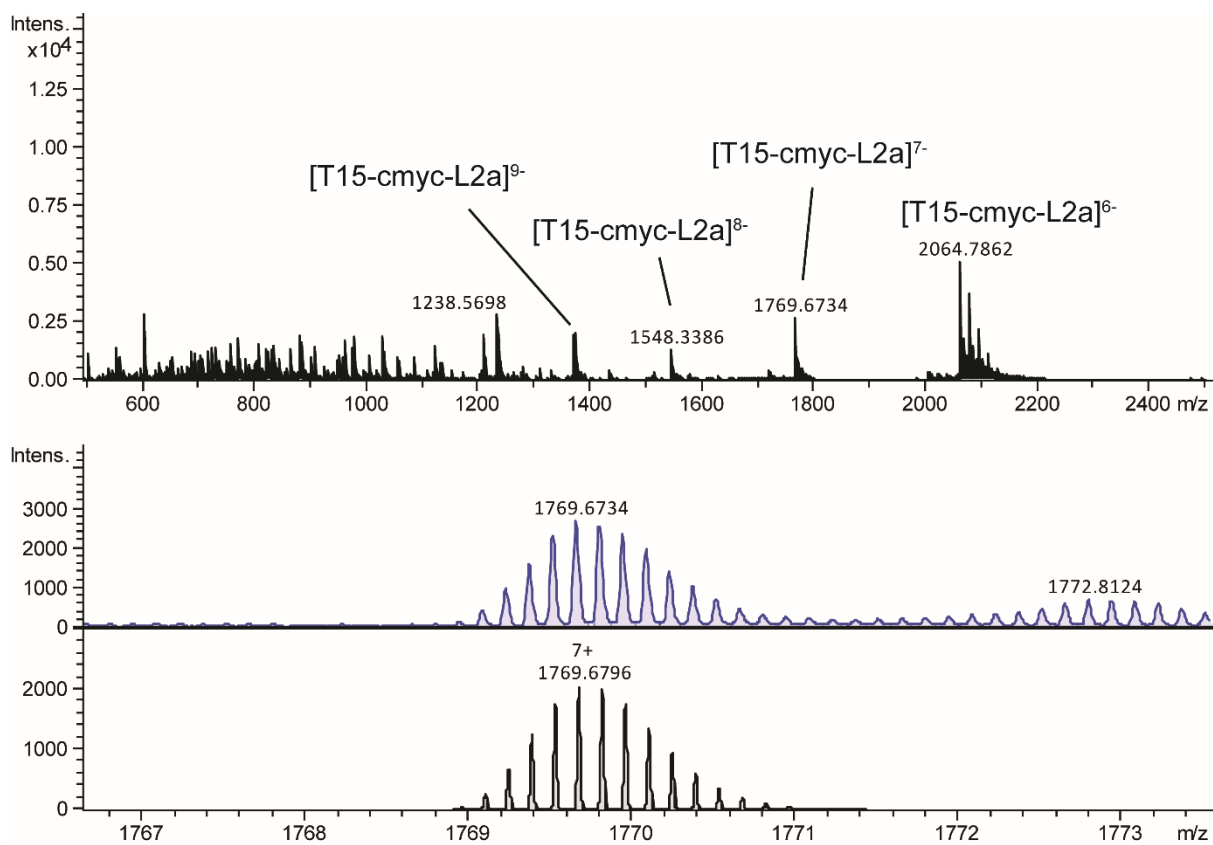 Intens.
x10⁴
1.25
1.00
0.75
0.50
0.25
0.00
[T15-cmyc-L2a]⁹⁻
[T15-cmyc-L2a]⁸⁻
[T15-cmyc-L2a]⁷⁻
[T15-cmyc-L2a]⁶⁻
1238.5698
1548.3386
1769.6734
2064.7862
600 800 1000 1200 1400 1600 1800 2000 2200 2400 m/z
Intens.
3000
2000
1000
0
1769.6734
1772.8124
2000
1000
0
7+
1769.6796
1767 1768 1769 1770 1771 1772 1773 m/z